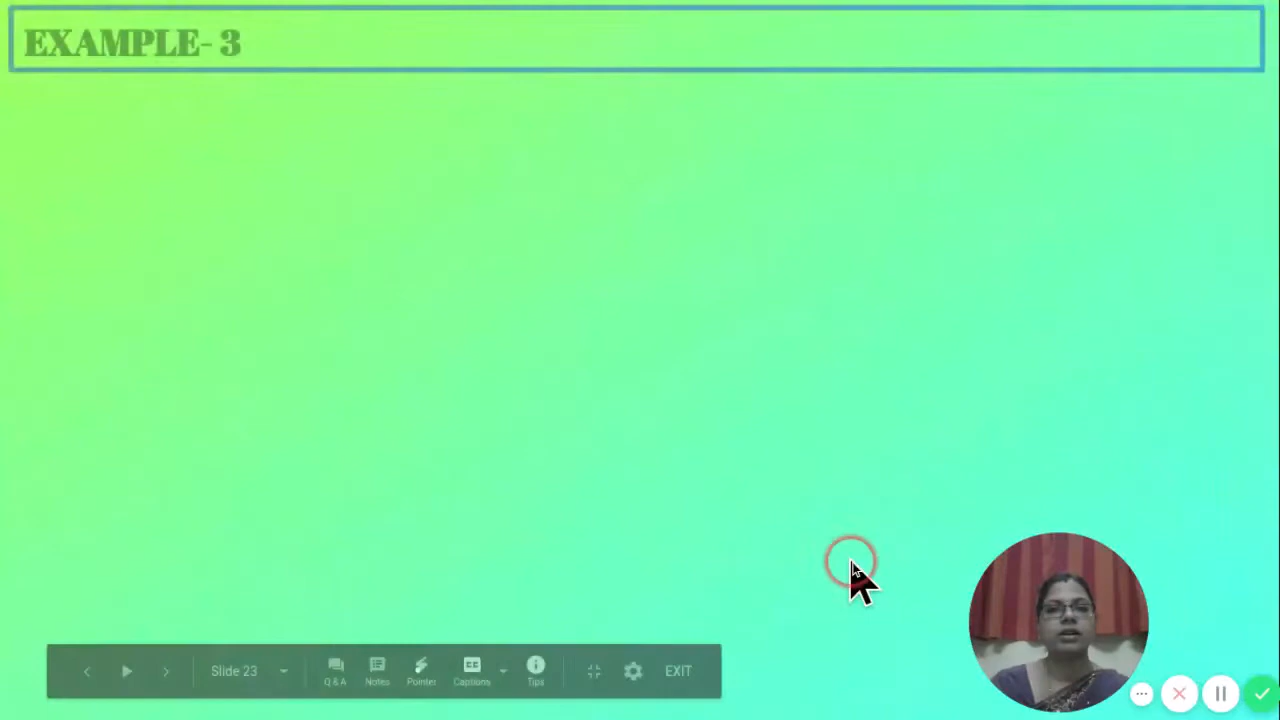 EXAMPLE- 3
Slide 23
Q & A
Notes
Pointer
Captions
Tips
EXIT